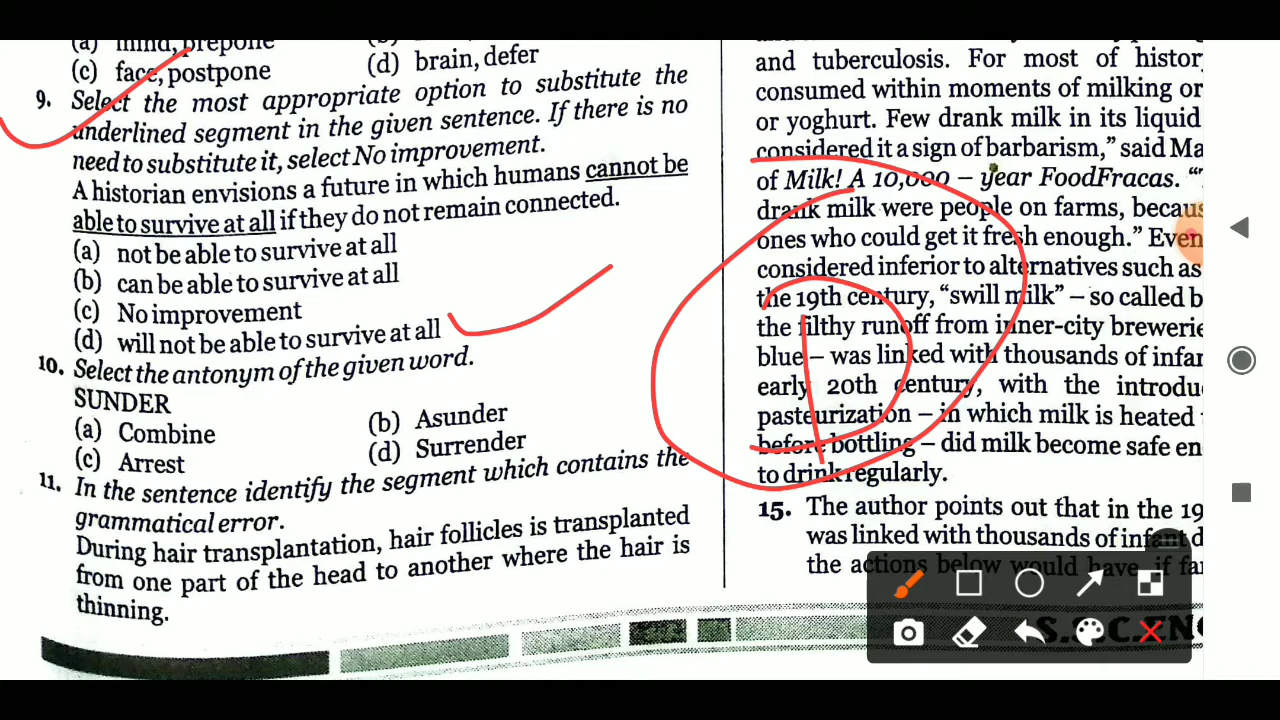 (a) mind, prepone
(c) face, postpone
(d) brain, defer
9. Select the most appropriate option to substitute the
underlined segment in the given sentence. If there is no
need to substitute it, select No improvement.
A historian envisions a future in which humans cannot be
able to survive at all if they do not remain connected.
(a) not be able to survive at all
(b) can be able to survive at all
(c) No improvement
(d) will not be able to survive at all
10. Select the antonym of the given word.
SUNDER
(a) Combine
(b) Asunder
(c) Arrest
(d) Surrender
11. In the sentence identify the segment which contains the
grammatical error.
During hair transplantation, hair follicles is transplanted
from one part of the head to another where the hair is
thinning.
and tuberculosis. For most of histor
consumed within moments of milking or
or yoghurt. Few drank milk in its liquid
considered it a sign of barbarism,” said Ma
of Milk! A 10,000 – year FoodFracas. “
drank milk were people on farms, becaus
ones who could get it fresh enough.” Even
considered inferior to alternatives such as
the 19th century, “swill milk” – so called b
the filthy runoff from inner-city breweri
blue – was linked with thousands of infan
early 20th century, with the introdu
pasteurization – in which milk is heated
before bottling – did milk become safe en
to drink regularly.
15. The author points out that in the 19
was linked with thousands of infant d
the actions below would have, if fa
S.S.C.EN